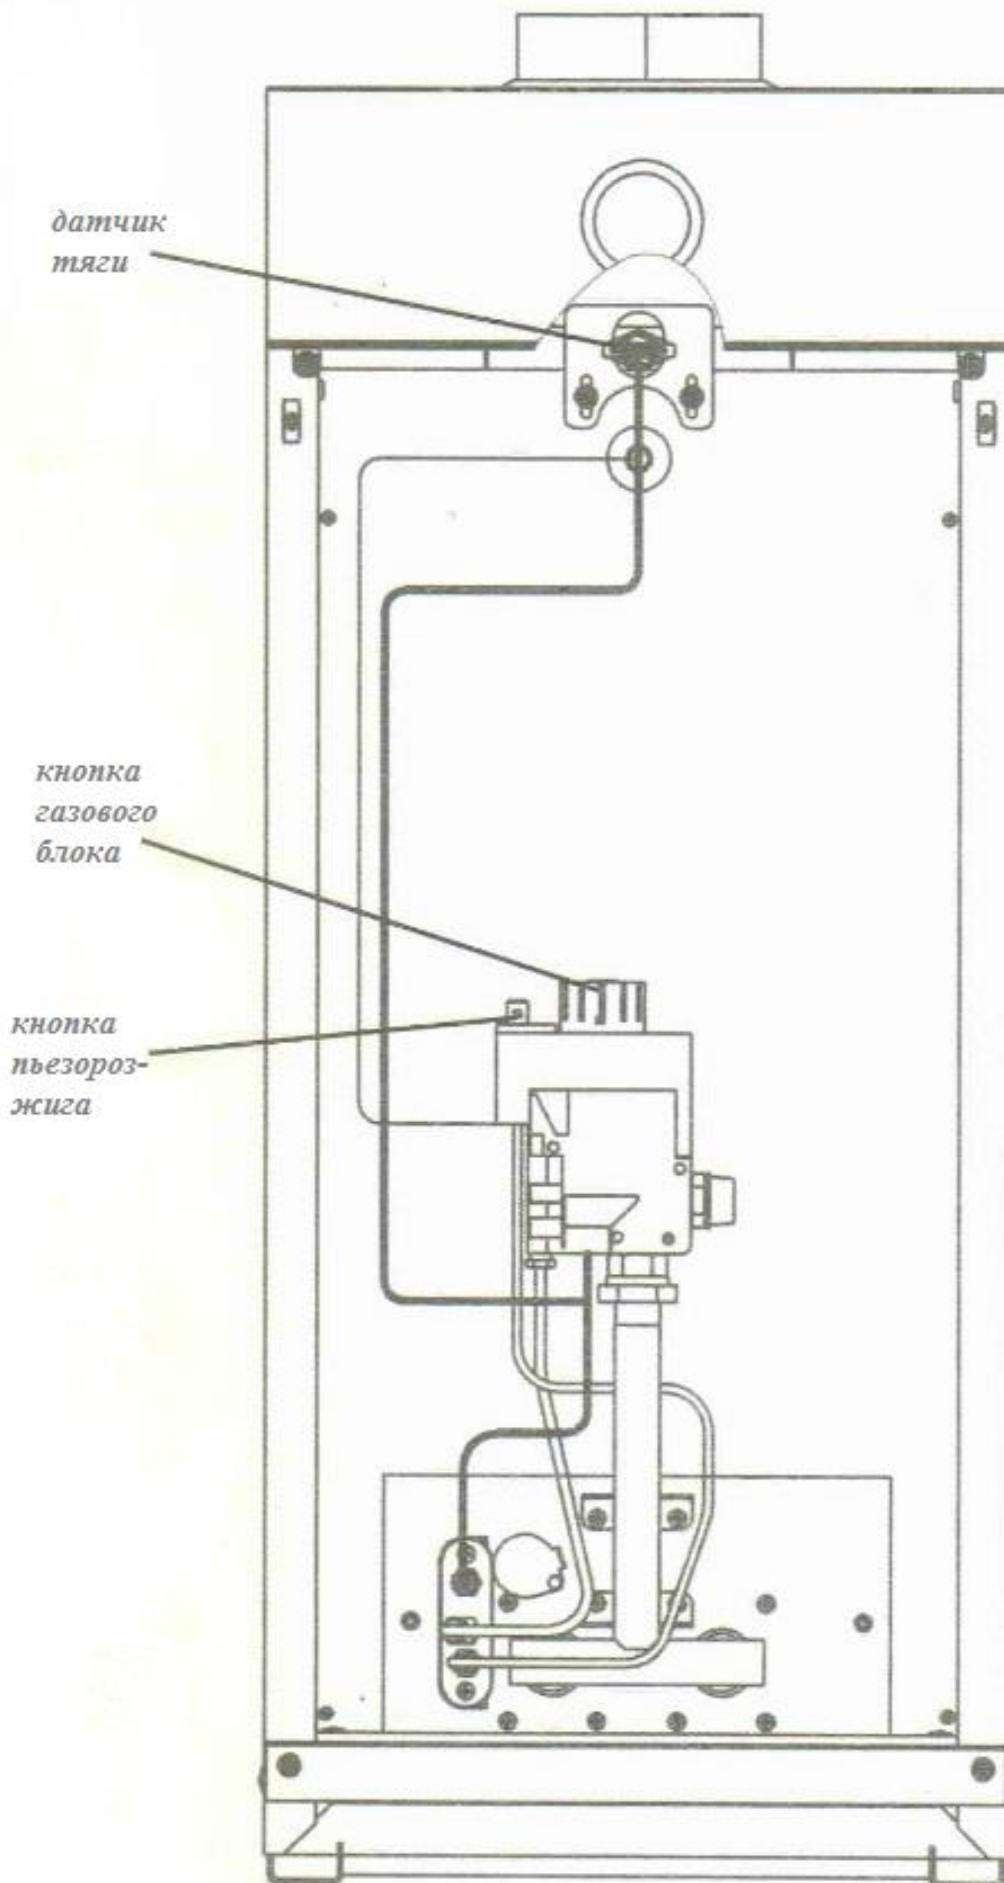 датчик
тяги
кнопка
газового
блока
кнопка
пьезороз-
жига